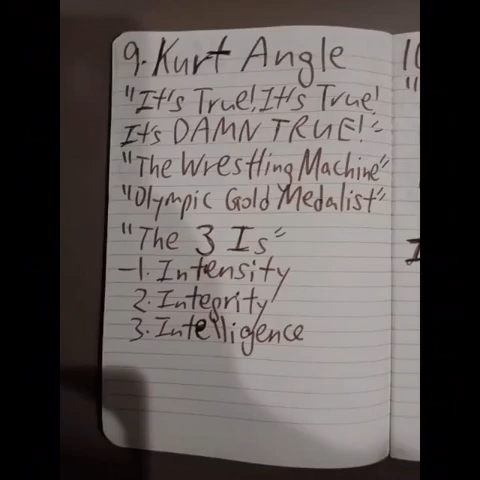 9. Kurt Angle
"It's True! It's True!
It's DAMN TRUE!"
"The Wrestling Machine"
"Olympic Gold Medalist"
"The 3 Is"
-1. Intensity
2. Integrity
3. Intelligence
10
"